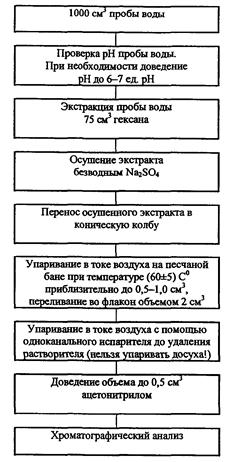 1000 см³ пробы воды
Проверка рН пробы воды.
При необходимости доведение
рН до 6–7 ед. рН
Экстракция пробы воды
75 см³ гексана
Осушение экстракта
безводным Na₂SO₄
Перенос осушенного экстракта в
коническую колбу
Упаривание в токе воздуха на песчаной
бане при температуре (60±5) С⁰
приблизительно до 0,5–1,0 см³,
переливание во флакон объемом 2 см³
Упаривание в токе воздуха с помощью
одноканального испарителя до удаления
растворителя (нельзя упаривать досуха!)
Доведение объема до 0,5 см³
ацетонитрилом
Хроматографический анализ